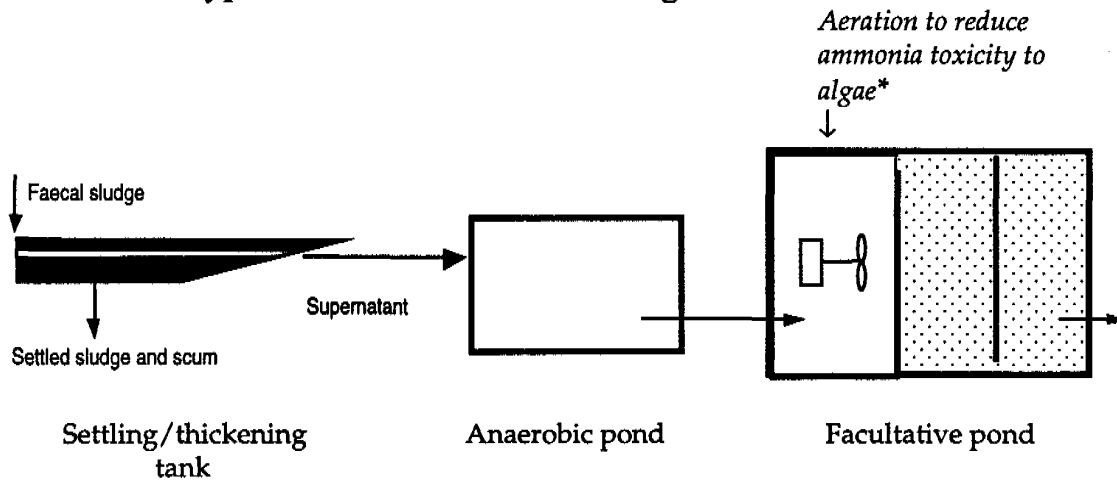 Aeration to reduce
ammonia toxicity to
algae*
Faecal sludge
Supernatant
Settled sludge and scum
Settling/thickening
tank
Anaerobic pond
Facultative pond